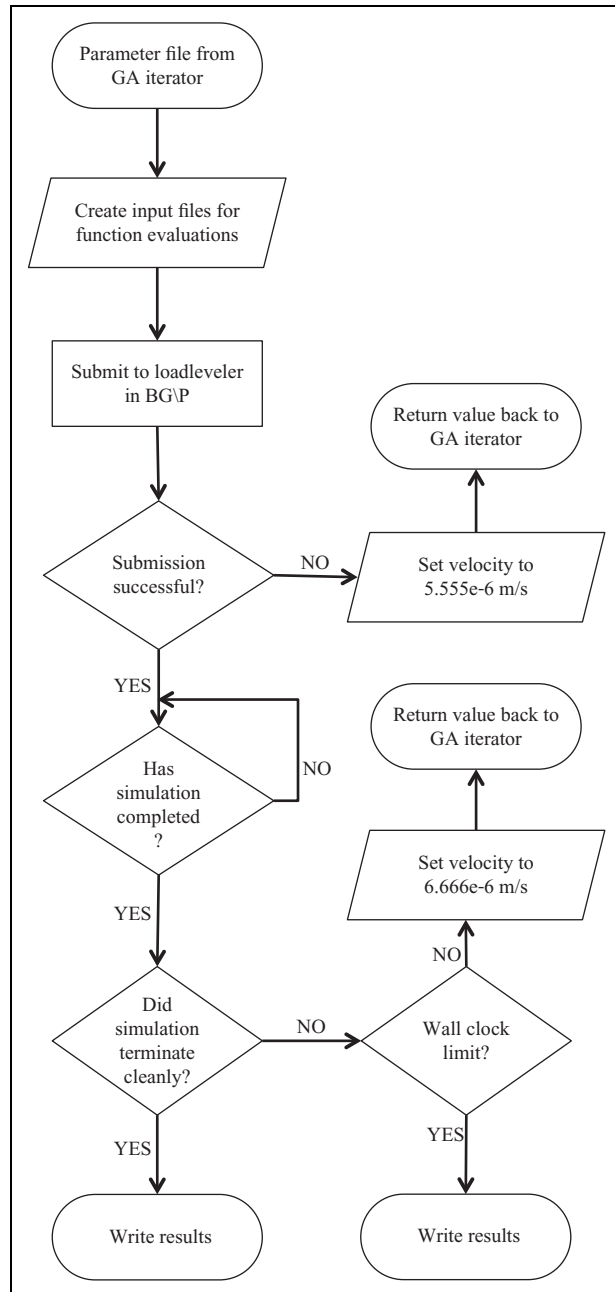 Parameter file from
GA iterator
Create input files for
function evaluations
Submit to loadleveler
in BG\P
Return value back to
GA iterator
Submission
successful?
NO
Set velocity to
5.555e-6 m/s
YES
Return value back to
GA iterator
Has
simulation
completed
?
NO
Set velocity to
6.666e-6 m/s
YES
NO
Did
simulation
terminate
cleanly?
NO
Wall clock
limit?
YES
YES
Write results
Write results